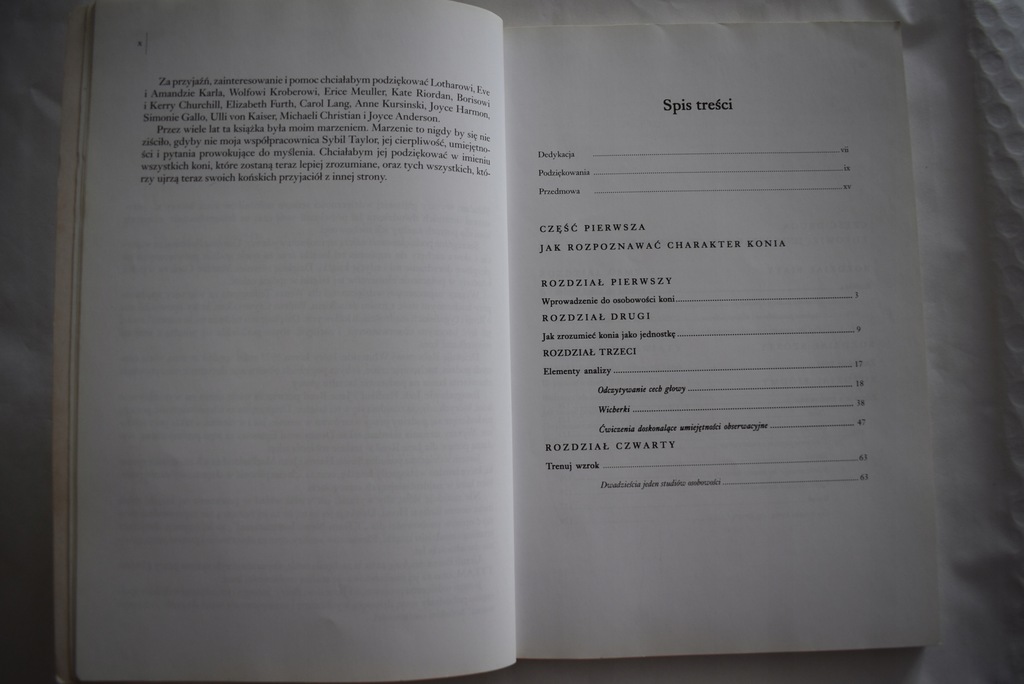 x
Za przyjaźń, zainteresowanie i pomoc chciałabym podziękować Lotharowi, Eve
i Amandzie Karla, Wolfowi Kroberowi, Erice Meuller, Kate Riordan, Borisowi
i Kerry Churchill, Elizabeth Furth, Carol Lang, Anne Kursinski, Joyce Harmon,
Simonie Gallo, Ulli von Kaiser, Michaeli Christian i Joyce Anderson.
Przez wiele lat ta książka była moim marzeniem. Marzenie to nigdy by się nie
ziściło, gdyby nie moja współpracownica Sybil Taylor, jej cierpliwość, umiejętno-
ści i pytania prowokujące do myślenia. Chciałabym jej podziękować w imieniu
wszystkich koni, które zostaną teraz lepiej zrozumiane, oraz tych wszystkich, któ-
rzy ujrzą teraz swoich końskich przyjaciół z innej strony.
Spis treści
Dedykacja ........ vii
Podziękowania ........ ix
Przedmowa ........ xv
CZĘŚĆ PIERWSZA
JAK ROZPOZNAWAĆ CHARAKTER KONIA
ROZDZIAŁ PIERWSZY
Wprowadzenie do osobowości koni ........ 3
ROZDZIAŁ DRUGI
Jak zrozumieć konia jako jednostkę ........ 9
ROZDZIAŁ TRZECI
Elementy analizy ........ 17
Odczytywanie cech głowy ........ 18
Wicherki ........ 38
Ćwiczenia doskonalące umiejętności obserwacyjne ........ 47
ROZDZIAŁ CZWARTY
Trenuj wzrok ........ 63
Dwadzieścia jeden studiów osobowości ........ 63